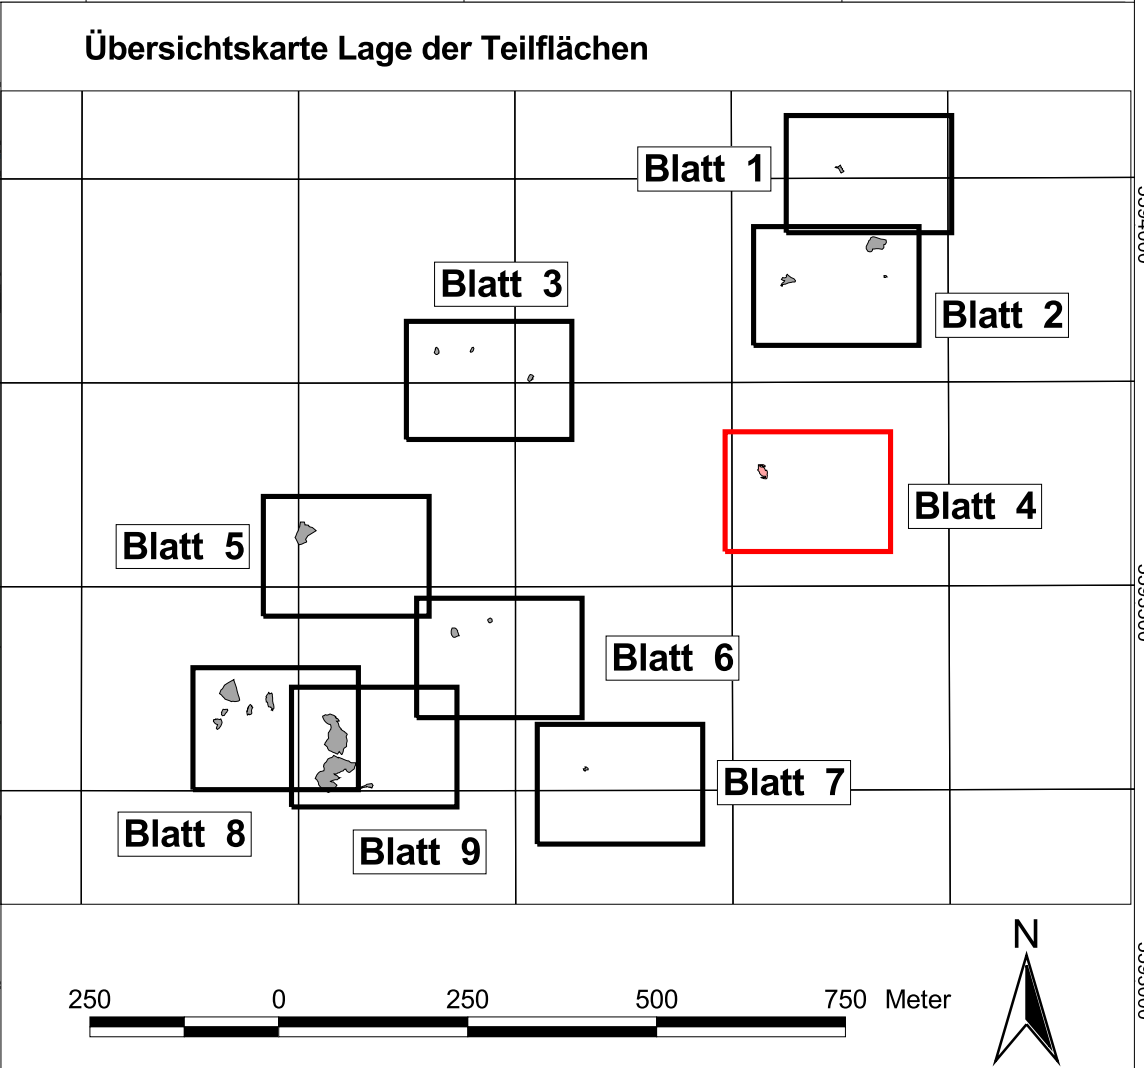 Übersichtskarte Lage der Teilflächen
Blatt 1
Blatt 2
Blatt 3
Blatt 4
Blatt 5
Blatt 6
Blatt 7
Blatt 8
Blatt 9
N
250 0 250 500 750 Meter